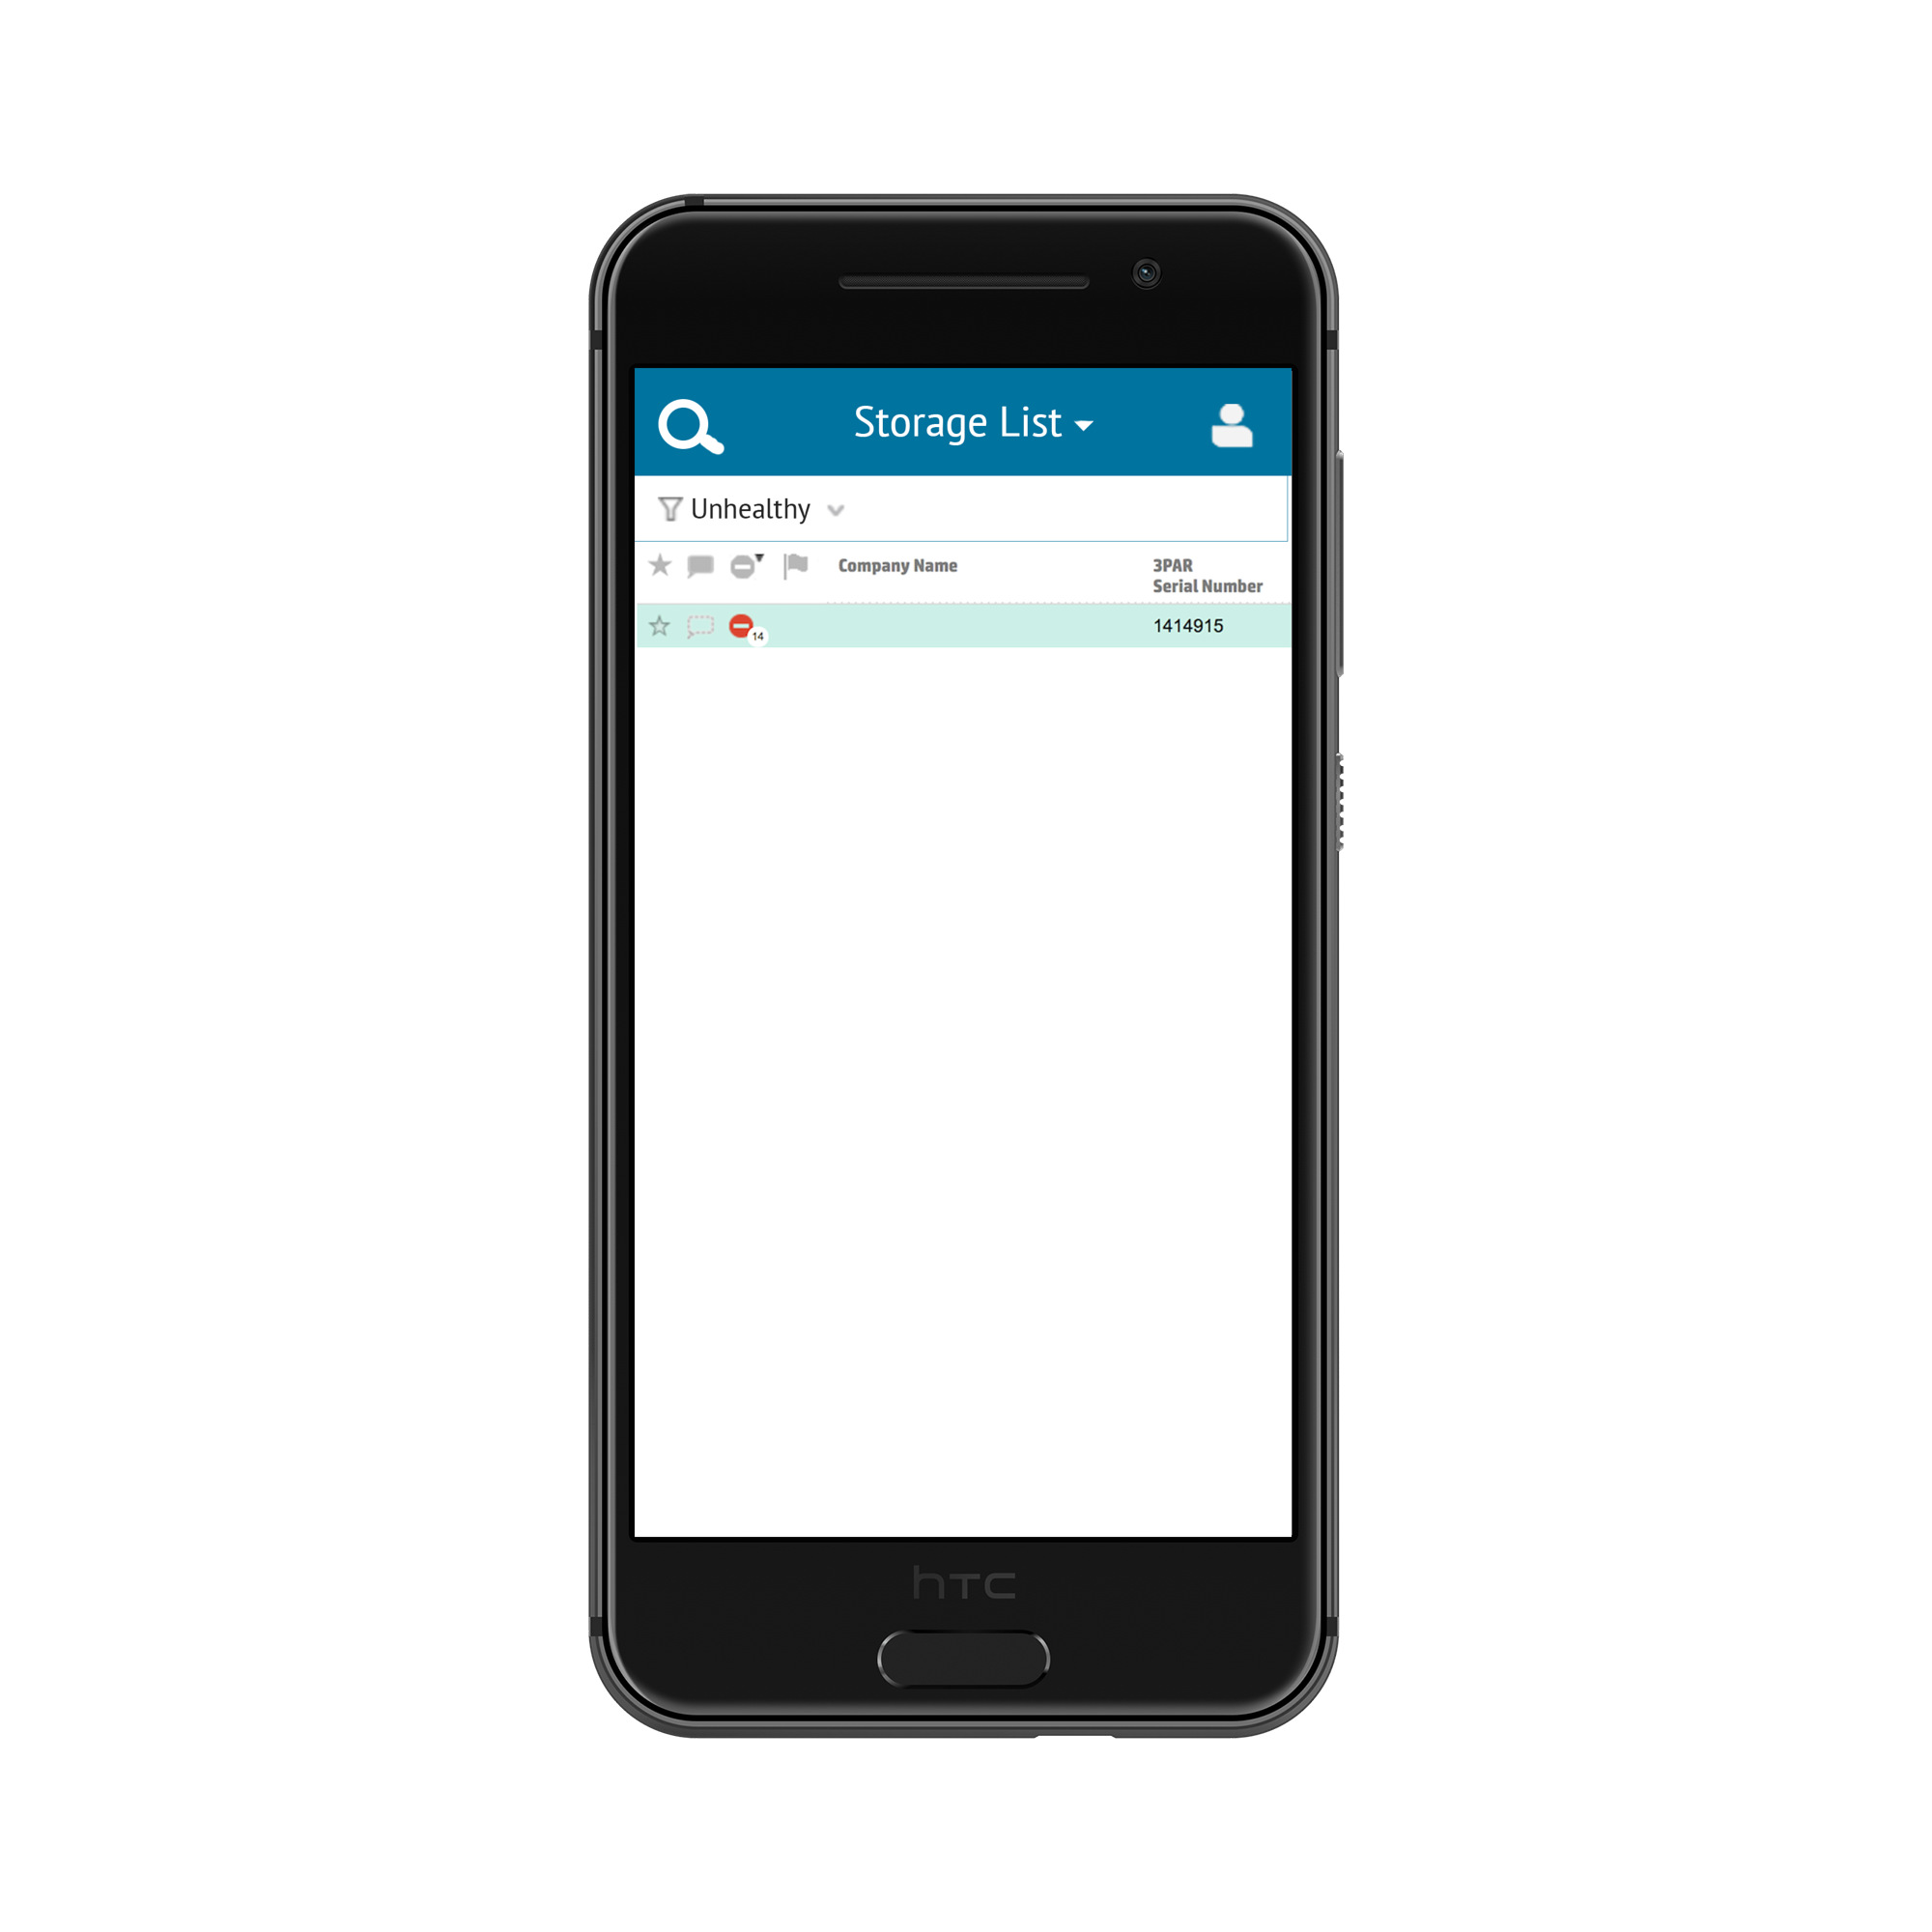 Storage List
Unhealthy
Company Name
3PAR
Serial Number
14
1414915
hTC